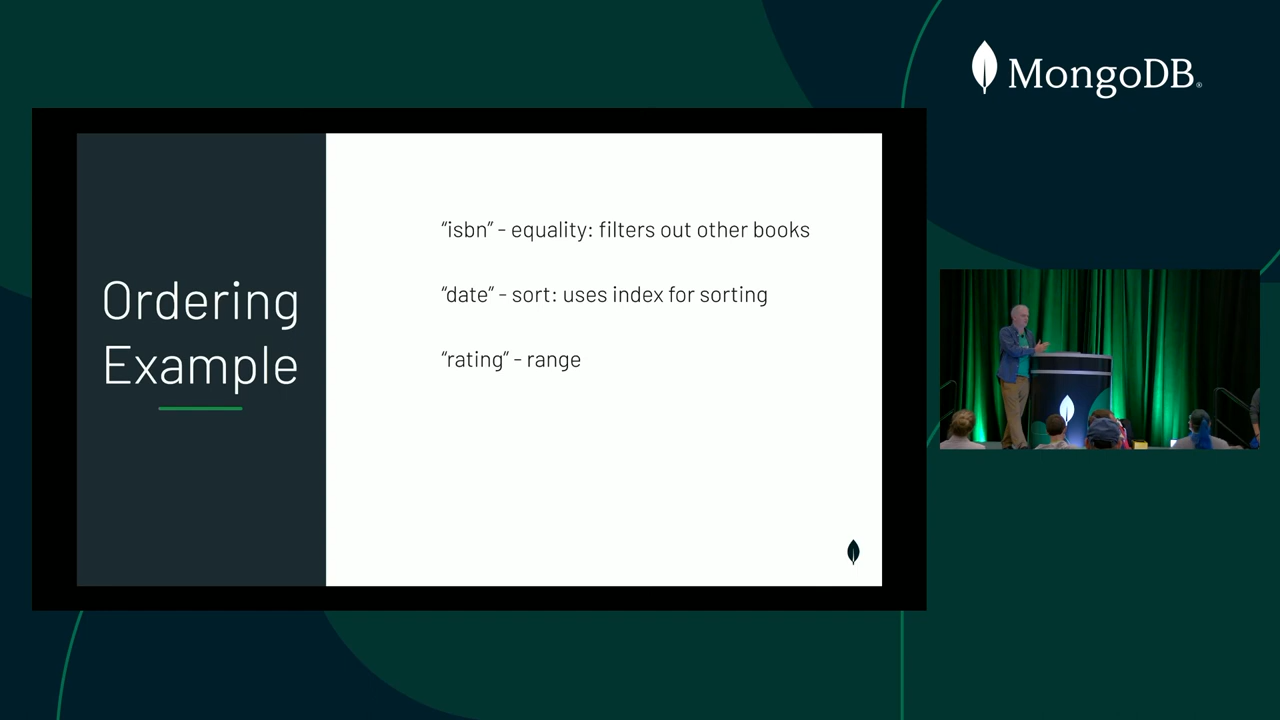 MongoDB®
Ordering
Example
“isbn” - equality: filters out other books
“date” - sort: uses index for sorting
“rating” - range